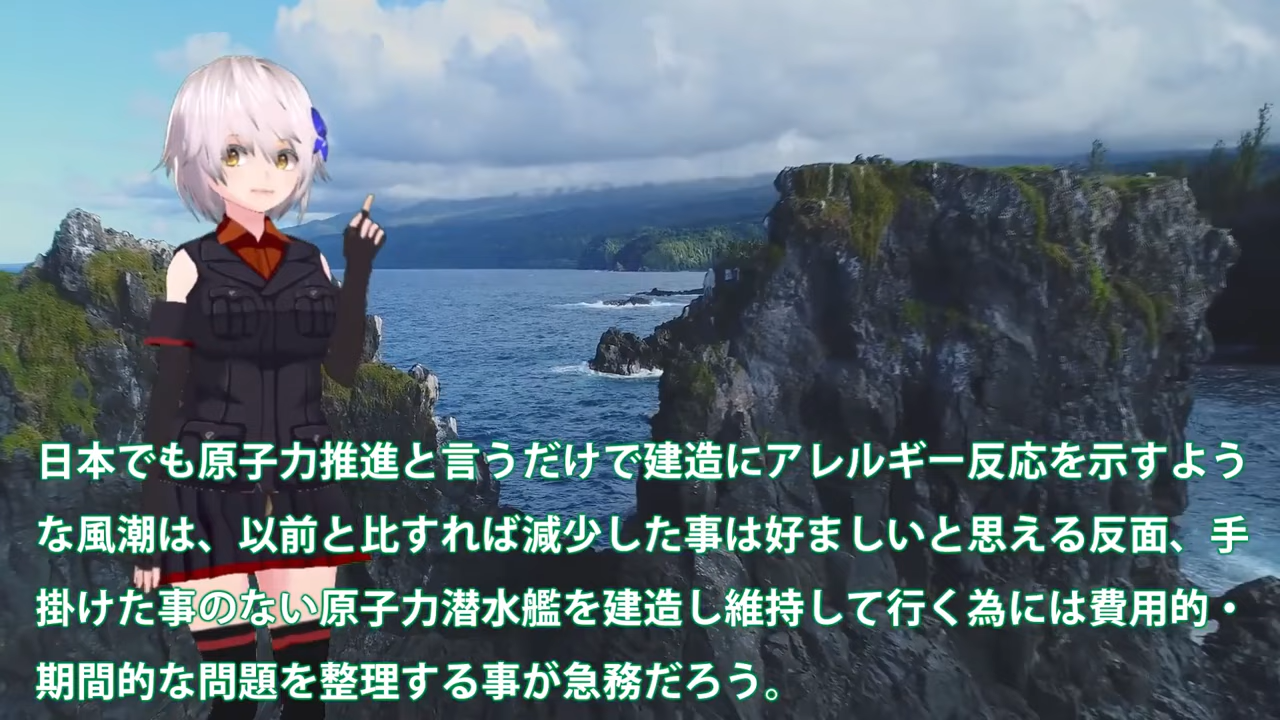 日本でも原子力推進と言うだけで建造にアレルギー反応を示すよう
な風潮は、以前と比すれば減少した事は好ましいと思える反面、手
掛けた事のない原子力潜水艦を建造し維持して行く為には費用的・
期間的な問題を整理する事が急務だろう。